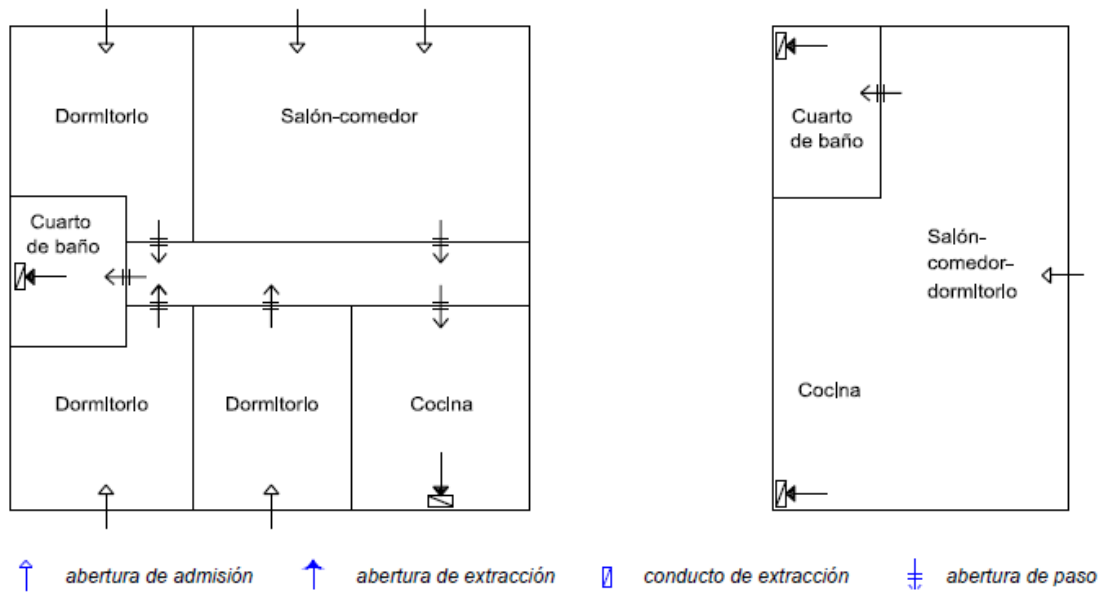 Dormitorio
Salón-comedor
Cuarto
de baño
Dormitorio
Dormitorio
Cocina
Cuarto
de baño
Salón-
comedor-
dormitorio
Cocina
abertura de admisión
abertura de extracción
conducto de extracción
abertura de paso